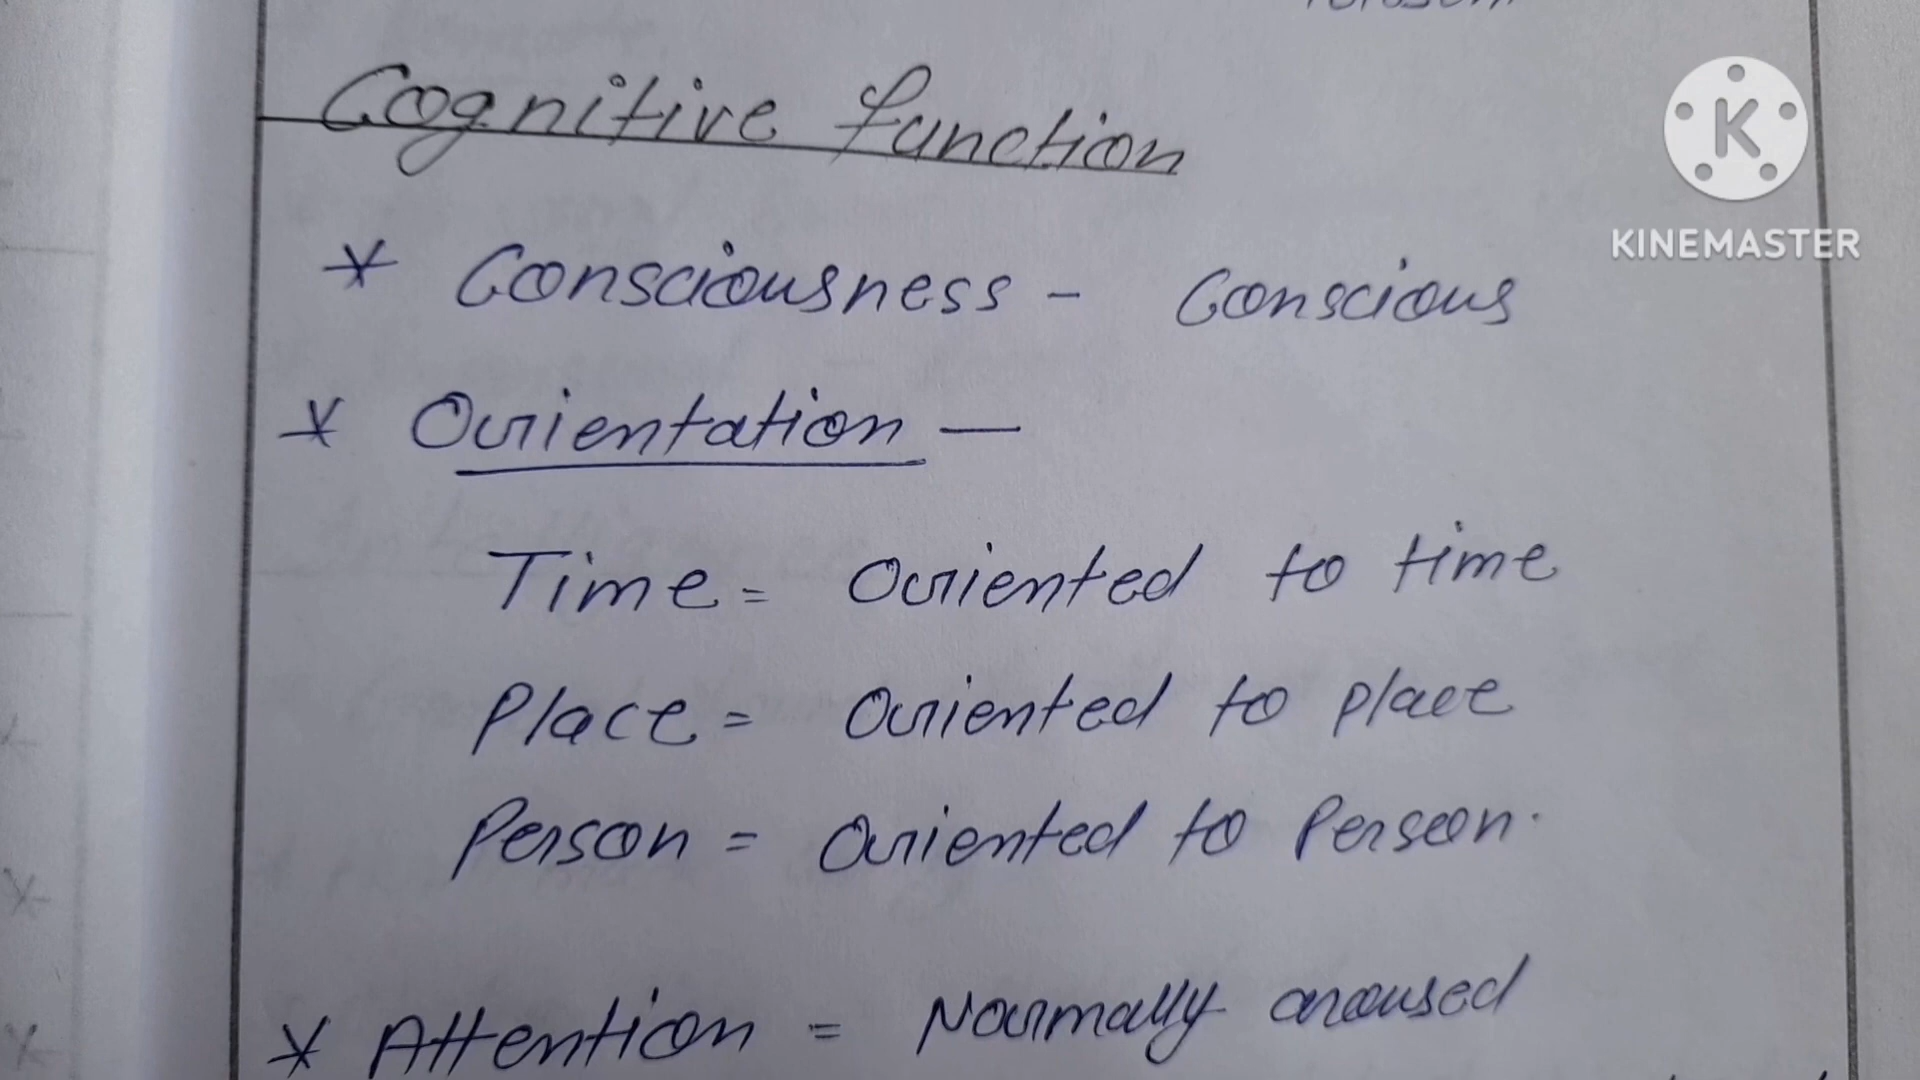 Cognitive function
* Consciousness - Conscious
* Orientation —
Time = Oriented to time
Place = Oriented to place
Person = Oriented to Person.
* Attention = Normally aroused
KINEMASTER